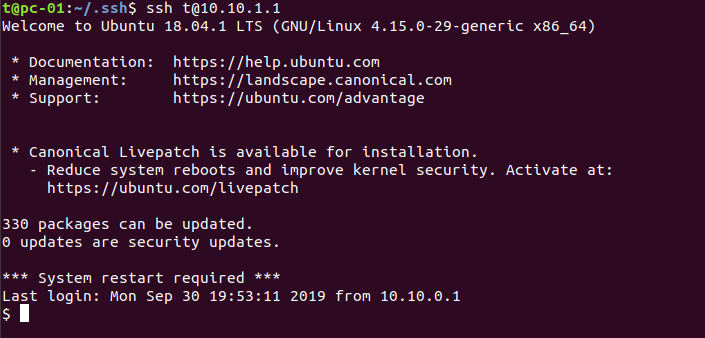 t@pc-01:~/.ssh$ ssh t@10.10.1.1
Welcome to Ubuntu 18.04.1 LTS (GNU/Linux 4.15.0-29-generic x86_64)
* Documentation:  https://help.ubuntu.com
* Management:     https://landscape.canonical.com
* Support:        https://ubuntu.com/advantage
* Canonical Livepatch is available for installation.
- Reduce system reboots and improve kernel security. Activate at:
https://ubuntu.com/livepatch
330 packages can be updated.
0 updates are security updates.
*** System restart required ***
Last login: Mon Sep 30 19:53:11 2019 from 10.10.0.1
$